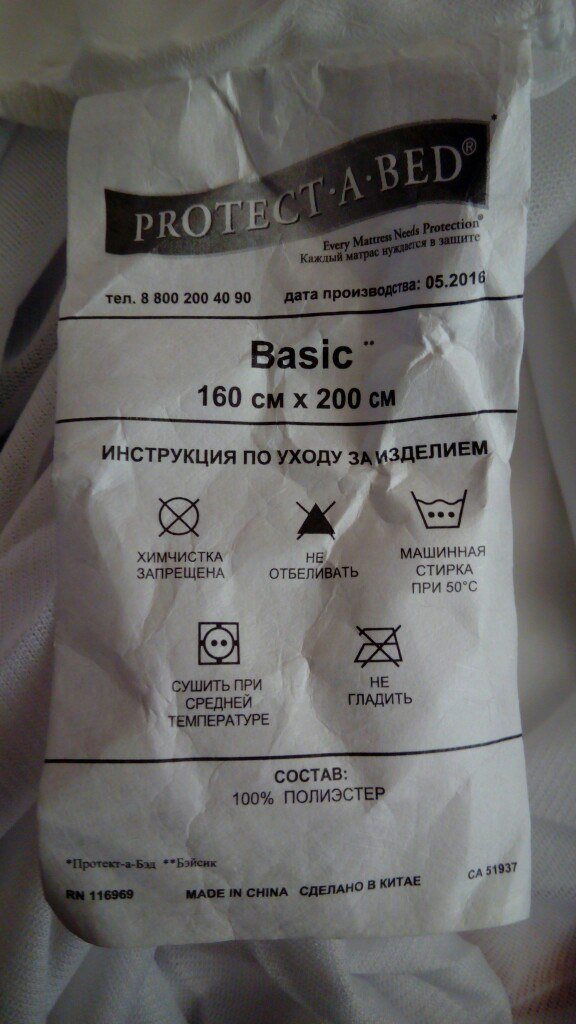 PROTECT·A·BED®*
Every Mattress Needs Protection®
Каждый матрас нуждается в защите
тел. 8 800 200 40 90 дата производства: 05.2016
Basic **
160 см x 200 см
ИНСТРУКЦИЯ ПО УХОДУ ЗА ИЗДЕЛИЕМ
ХИМЧИСТКА
ЗАПРЕЩЕНА
НЕ
ОТБЕЛИВАТЬ
МАШИННАЯ
СТИРКА
ПРИ 50°C
СУШИТЬ ПРИ
СРЕДНЕЙ
ТЕМПЕРАТУРЕ
НЕ
ГЛАДИТЬ
СОСТАВ:
100% ПОЛИЭСТЕР
*Протект-а-Бэд **Бэйсик
RN 116969 MADE IN CHINA СДЕЛАНО В КИТАЕ CA 51937